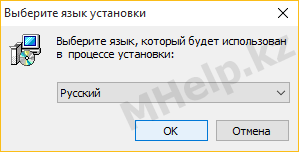 Выберите язык установки
Выберите язык, который будет использован
в процессе установки:
Русский
OK
Отмена
MHelp.kz